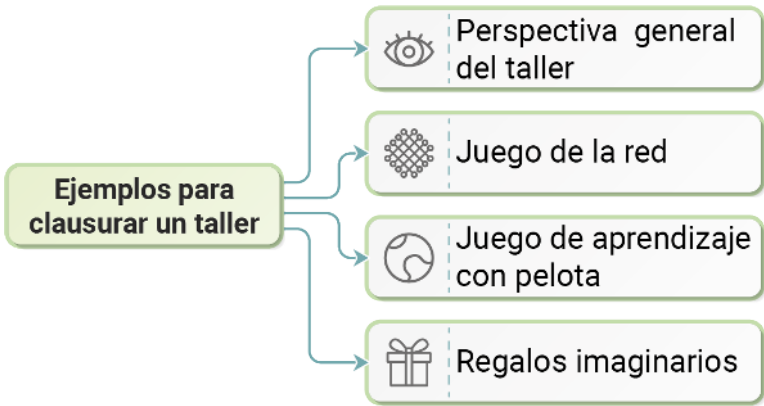 Ejemplos para
clausurar un taller
Perspectiva general
del taller
Juego de la red
Juego de aprendizaje
con pelota
Regalos imaginarios